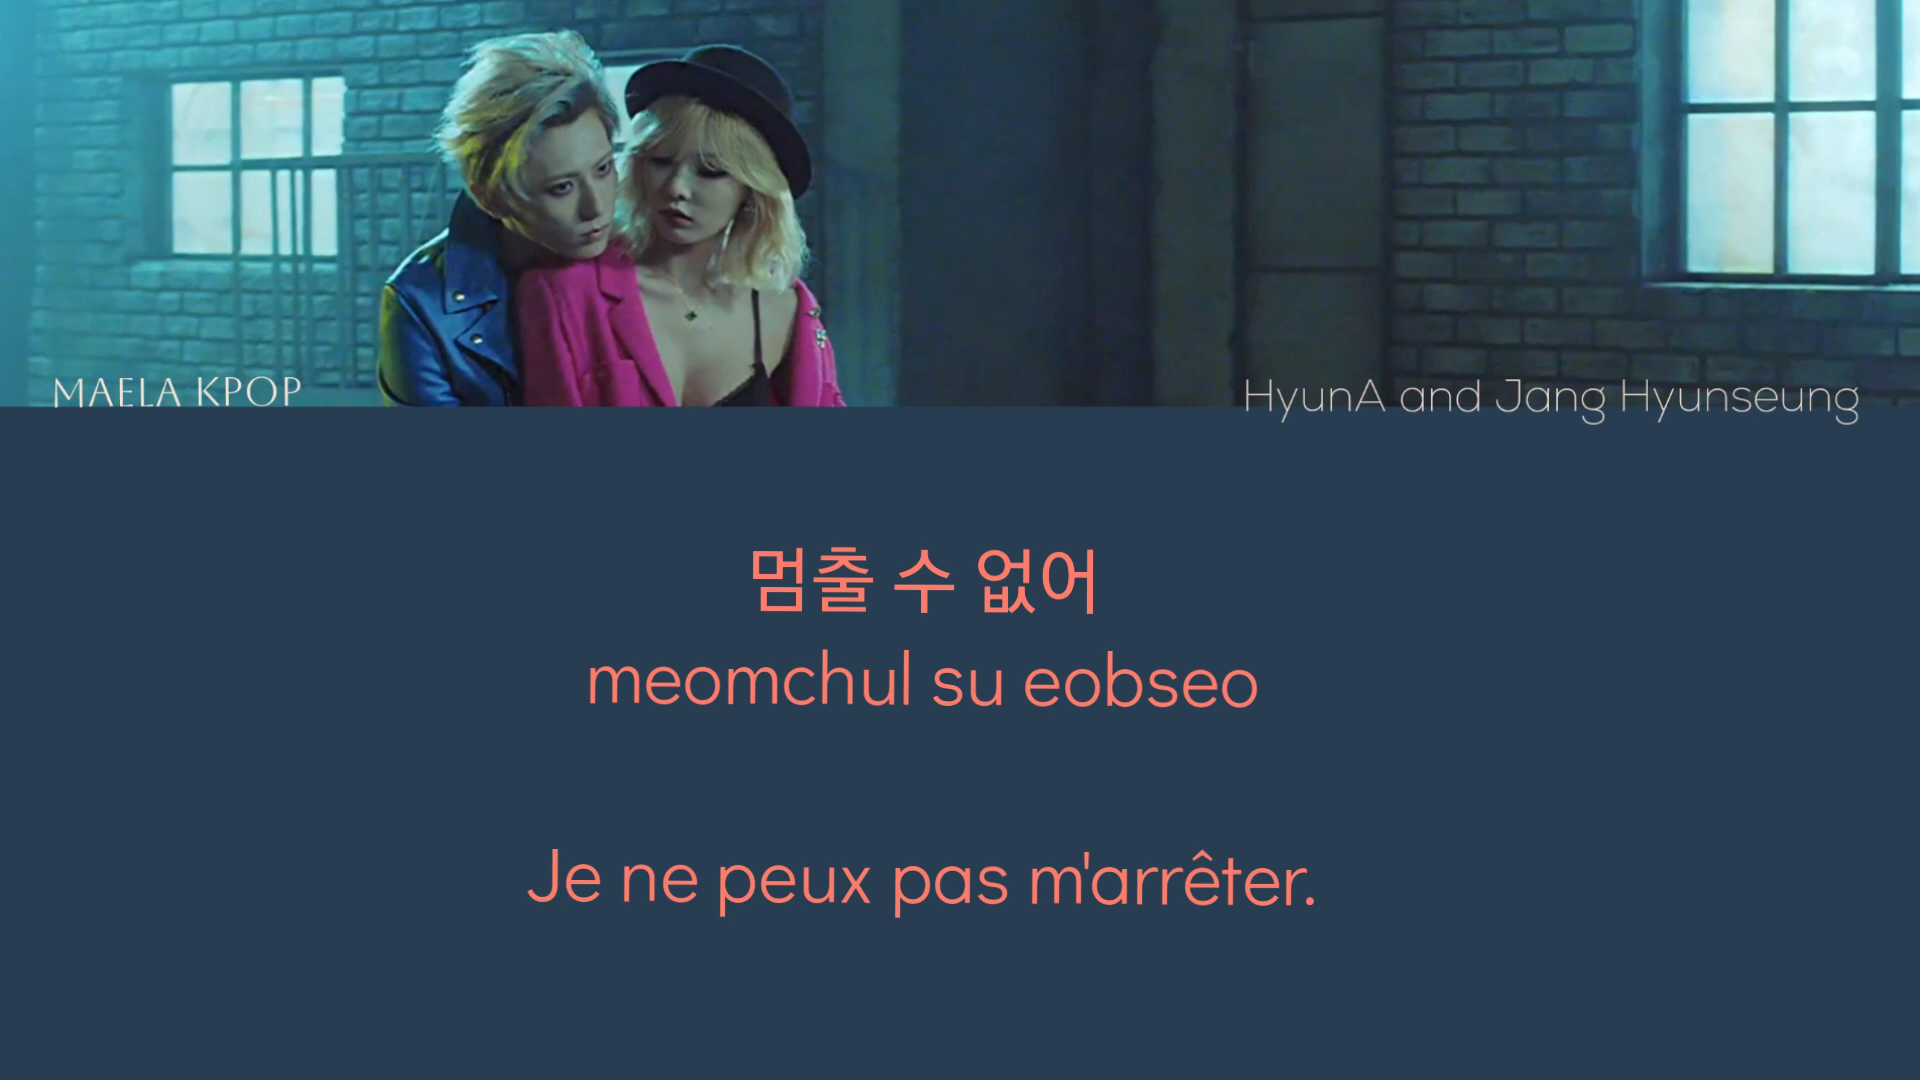 MAELA KPOP
HyunA and Jang Hyunseung
멈출 수 없어
meomchul su eobseo
Je ne peux pas m'arrêter.